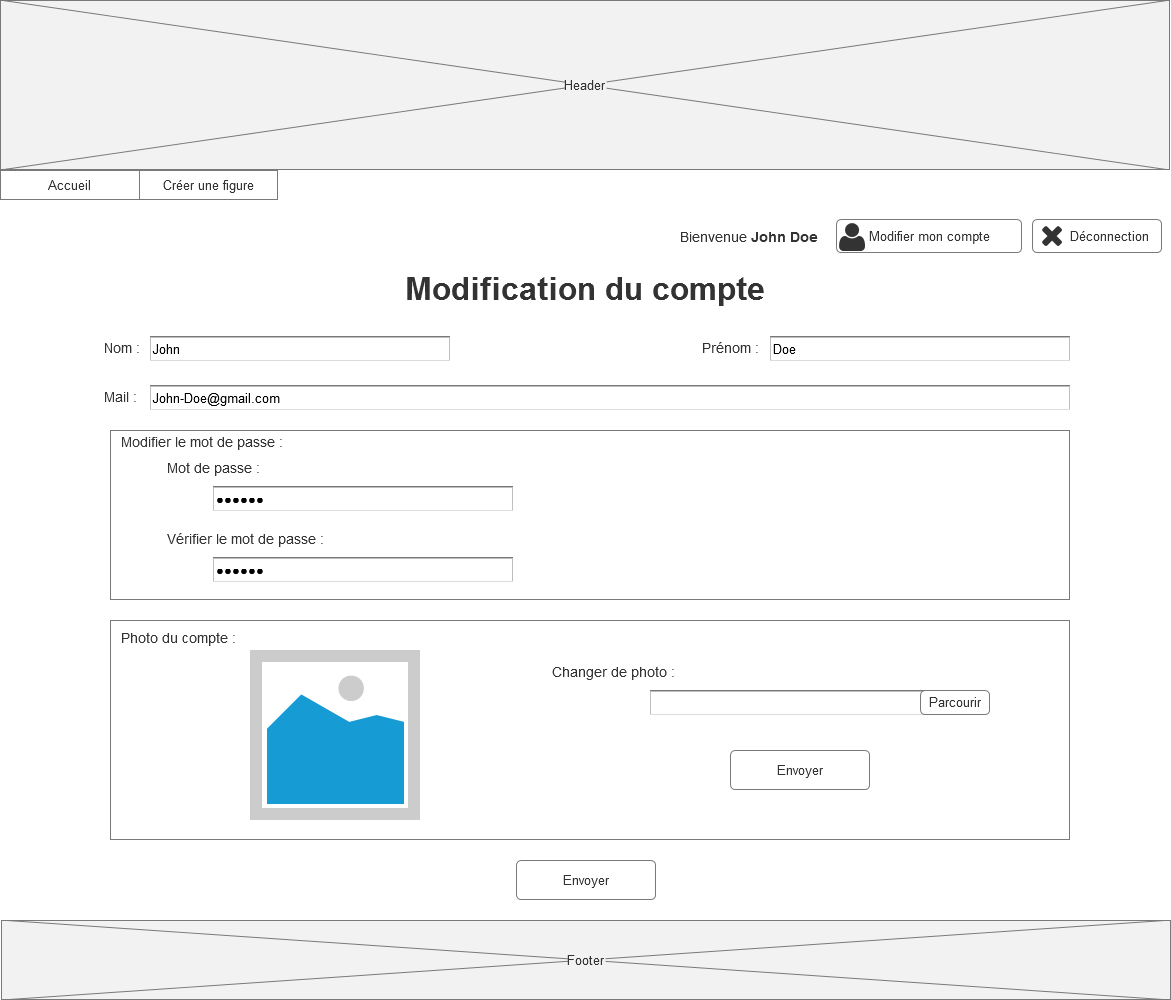 Header
Accueil Créer une figure
Bienvenue John Doe Modifier mon compte Déconnection
Modification du compte
Nom : John Prénom : Doe
Mail : John-Doe@gmail.com
Modifier le mot de passe :
Mot de passe :
••••••
Vérifier le mot de passe :
••••••
Photo du compte :
Changer de photo :
Parcourir
Envoyer
Envoyer
Footer